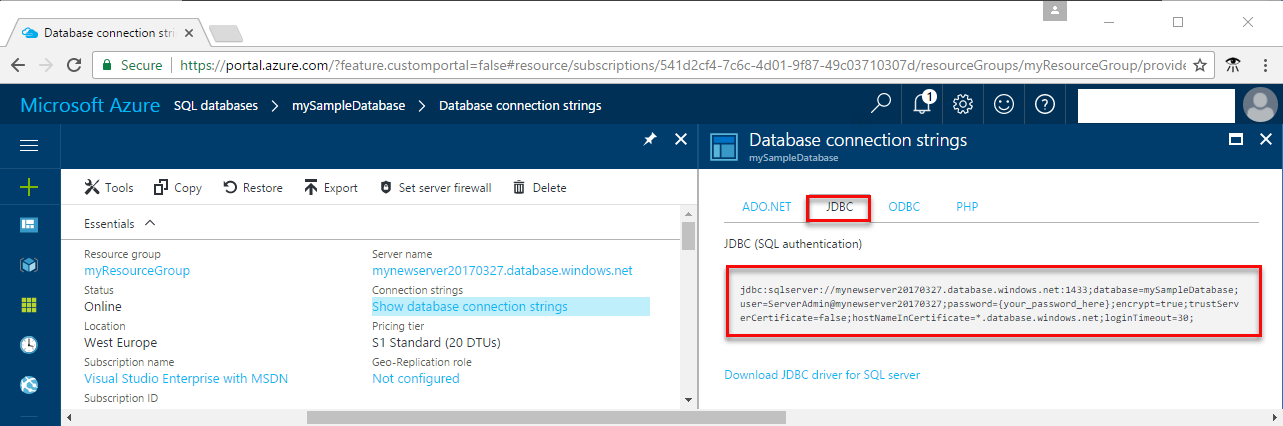 Database connection stri
Secure https://portal.azure.com/?feature.customportal=false#resource/subscriptions/541d2cf4-7c6c-4d01-9f87-49c03710307d/resourceGroups/myResourceGroup/provide
Microsoft Azure SQL databases > mySampleDatabase > Database connection strings 1
Database connection strings
mySampleDatabase
Tools Copy Restore Export Set server firewall Delete
Essentials
Resource group
myResourceGroup
Status
Online
Location
West Europe
Subscription name
Visual Studio Enterprise with MSDN
Subscription ID
Server name
mynewserver20170327.database.windows.net
Connection strings
Show database connection strings
Pricing tier
S1 Standard (20 DTUs)
Geo-Replication role
Not configured
ADO.NET JDBC ODBC PHP
JDBC (SQL authentication)
jdbc:sqlserver://mynewserver20170327.database.windows.net:1433;database=mySampleDatabase;
user=ServerAdmin@mynewserver20170327;password={your_password_here};encrypt=true;trustServ
erCertificate=false;hostNameInCertificate=*.database.windows.net;loginTimeout=30;
Download JDBC driver for SQL server